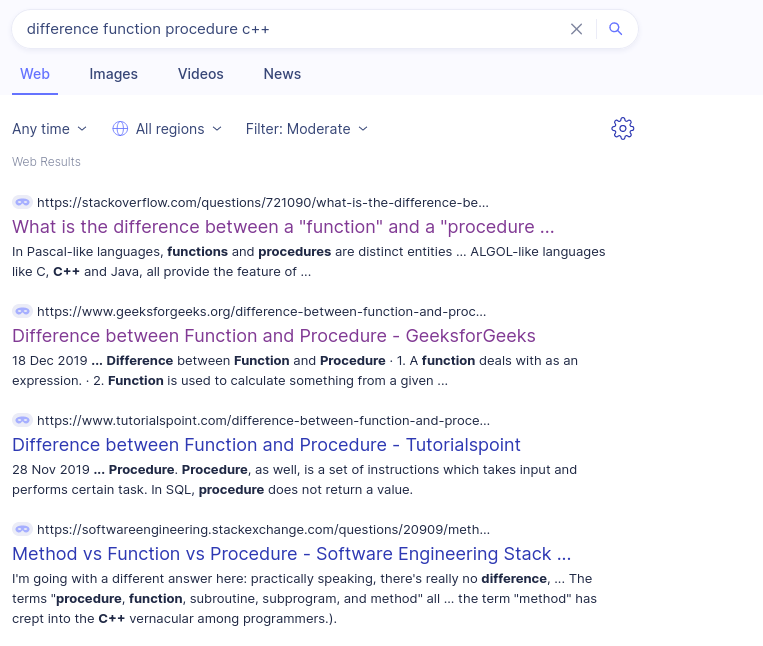 difference function procedure c++
Web Images Videos News
Any time All regions Filter: Moderate
Web Results
https://stackoverflow.com/questions/721090/what-is-the-difference-be...
What is the difference between a "function" and a "procedure ...
In Pascal-like languages, functions and procedures are distinct entities ... ALGOL-like languages
like C, C++ and Java, all provide the feature of ...
https://www.geeksforgeeks.org/difference-between-function-and-proc...
Difference between Function and Procedure - GeeksforGeeks
18 Dec 2019 ... Difference between Function and Procedure · 1. A function deals with as an
expression. · 2. Function is used to calculate something from a given ...
https://www.tutorialspoint.com/difference-between-function-and-proce...
Difference between Function and Procedure - Tutorialspoint
28 Nov 2019 ... Procedure. Procedure, as well, is a set of instructions which takes input and
performs certain task. In SQL, procedure does not return a value.
https://softwareengineering.stackexchange.com/questions/20909/meth...
Method vs Function vs Procedure - Software Engineering Stack ...
I'm going with a different answer here: practically speaking, there's really no difference, ... The
terms "procedure, function, subroutine, subprogram, and method" all ... the term "method" has
crept into the C++ vernacular among programmers.).